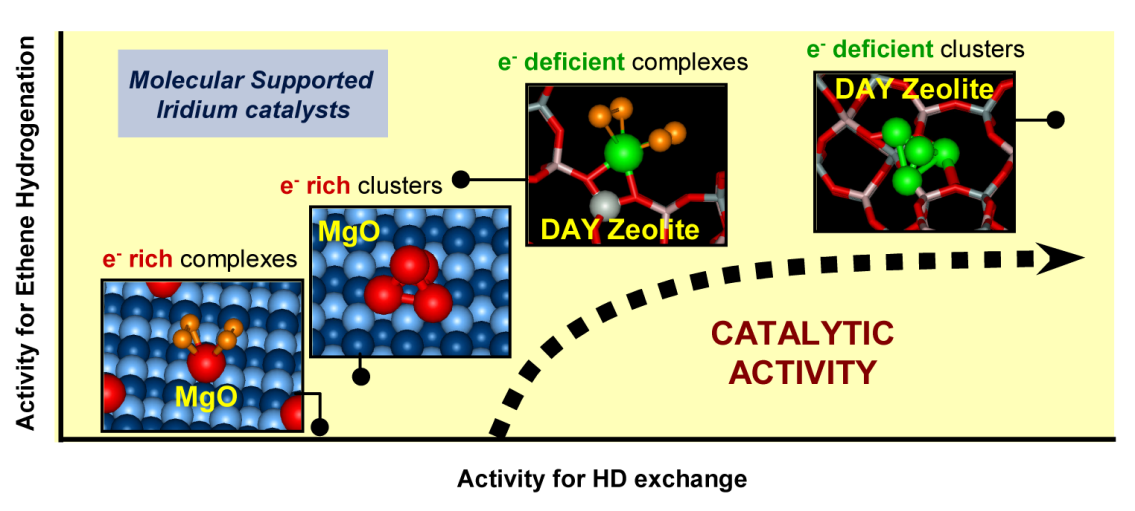 Activity for Ethene Hydrogenation
Molecular Supported
Iridium catalysts
e- deficient complexes
DAY Zeolite
e- deficient clusters
DAY Zeolite
e- rich clusters
MgO
e- rich complexes
MgO
CATALYTIC
ACTIVITY
Activity for HD exchange